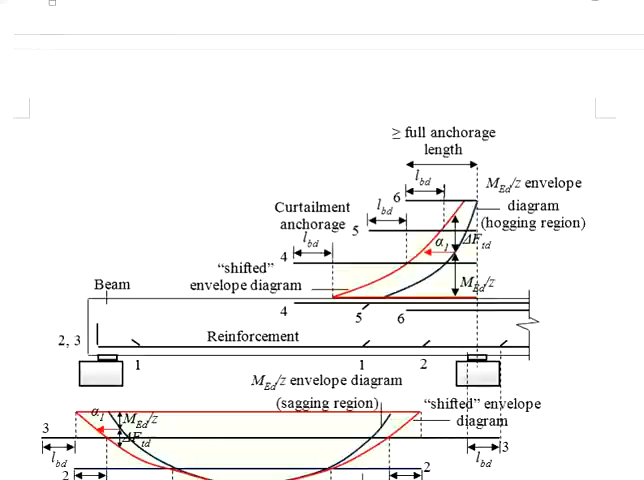 ≥ full anchorage
length
l_bd
6
M_Ed/z envelope
diagram
(hogging region)
Curtailment
anchorage
l_bd
5
l_bd
α_l
ΔF_td
4
"shifted"
envelope diagram
M_Ed/z
Beam
4
5
6
2, 3
Reinforcement
1
1
2
M_Ed/z envelope diagram
(sagging region)
"shifted" envelope
diagram
α_l
M_Ed/z
3
ΔF_td
3
l_bd
l_bd
2
2